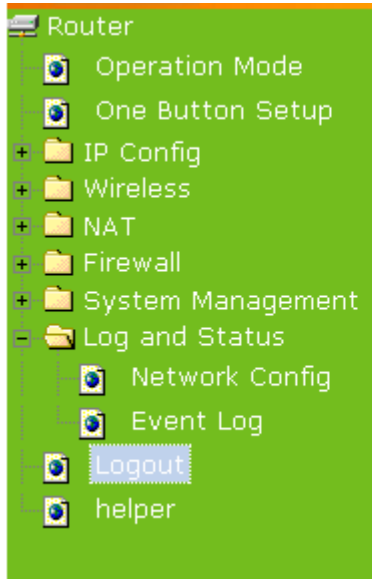 Router
Operation Mode
One Button Setup
IP Config
Wireless
NAT
Firewall
System Management
Log and Status
Network Config
Event Log
Logout
helper